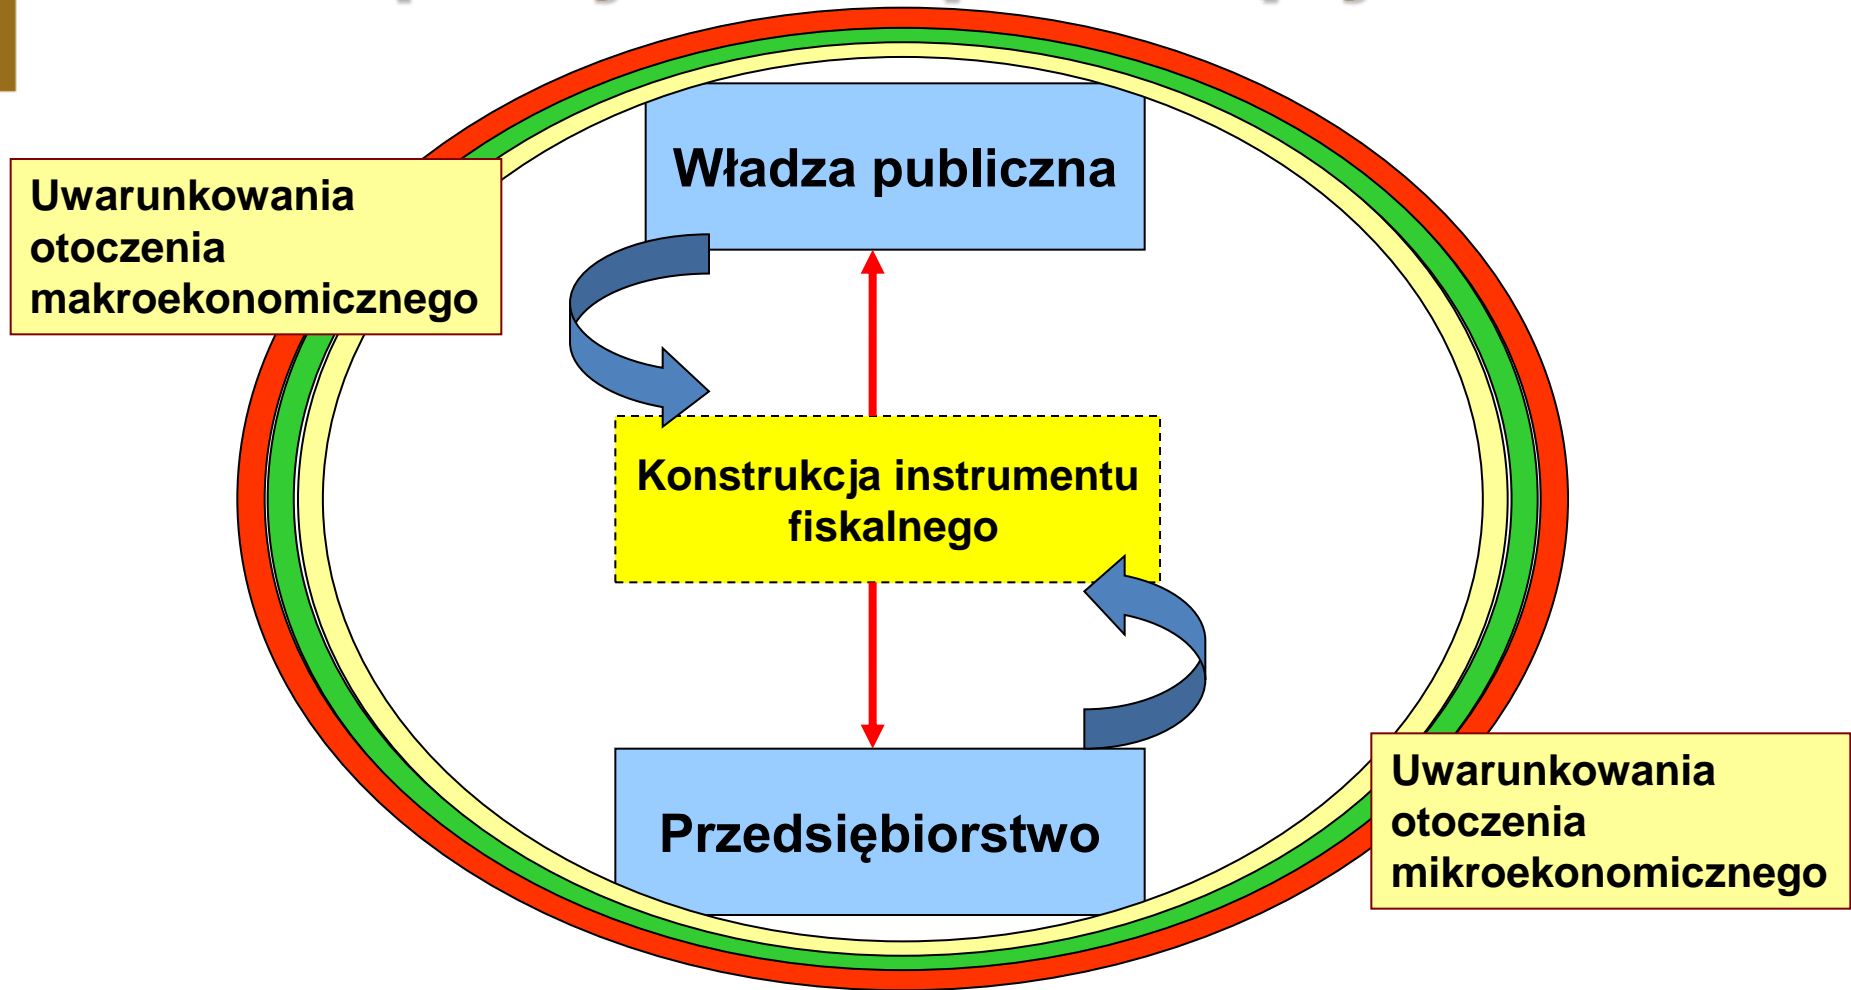 Władza publiczna
Uwarunkowania
otoczenia
makroekonomicznego
Konstrukcja instrumentu
fiskalnego
Przedsiębiorstwo
Uwarunkowania
otoczenia
mikroekonomicznego